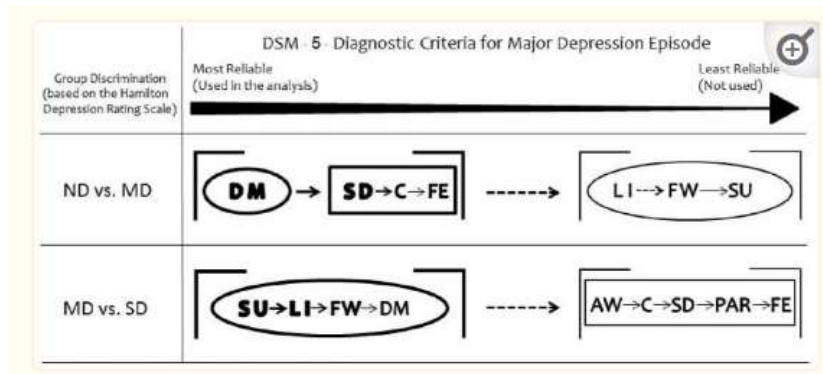 DSM - 5 - Diagnostic Criteria for Major Depression Episode
Group Discrimination
(based on the Hamilton
Depression Rating Scale)
Most Reliable
(Used in the analysis)
Least Reliable
(Not used)
ND vs. MD
DM → SD→C→FE
LI--->FW→SU
MD vs. SD
SU→LI→FW→DM
AW→C→SD→PAR→FE